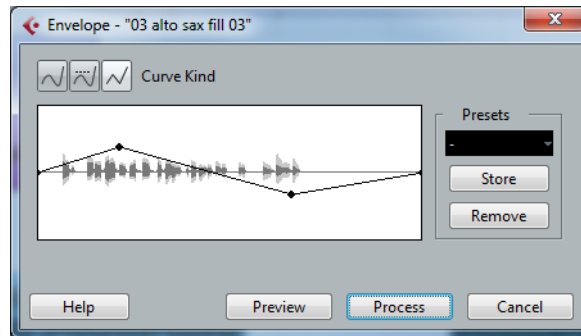 Envelope - "03 alto sax fill 03"
Curve Kind
Presets
-
Store
Remove
Help
Preview
Process
Cancel